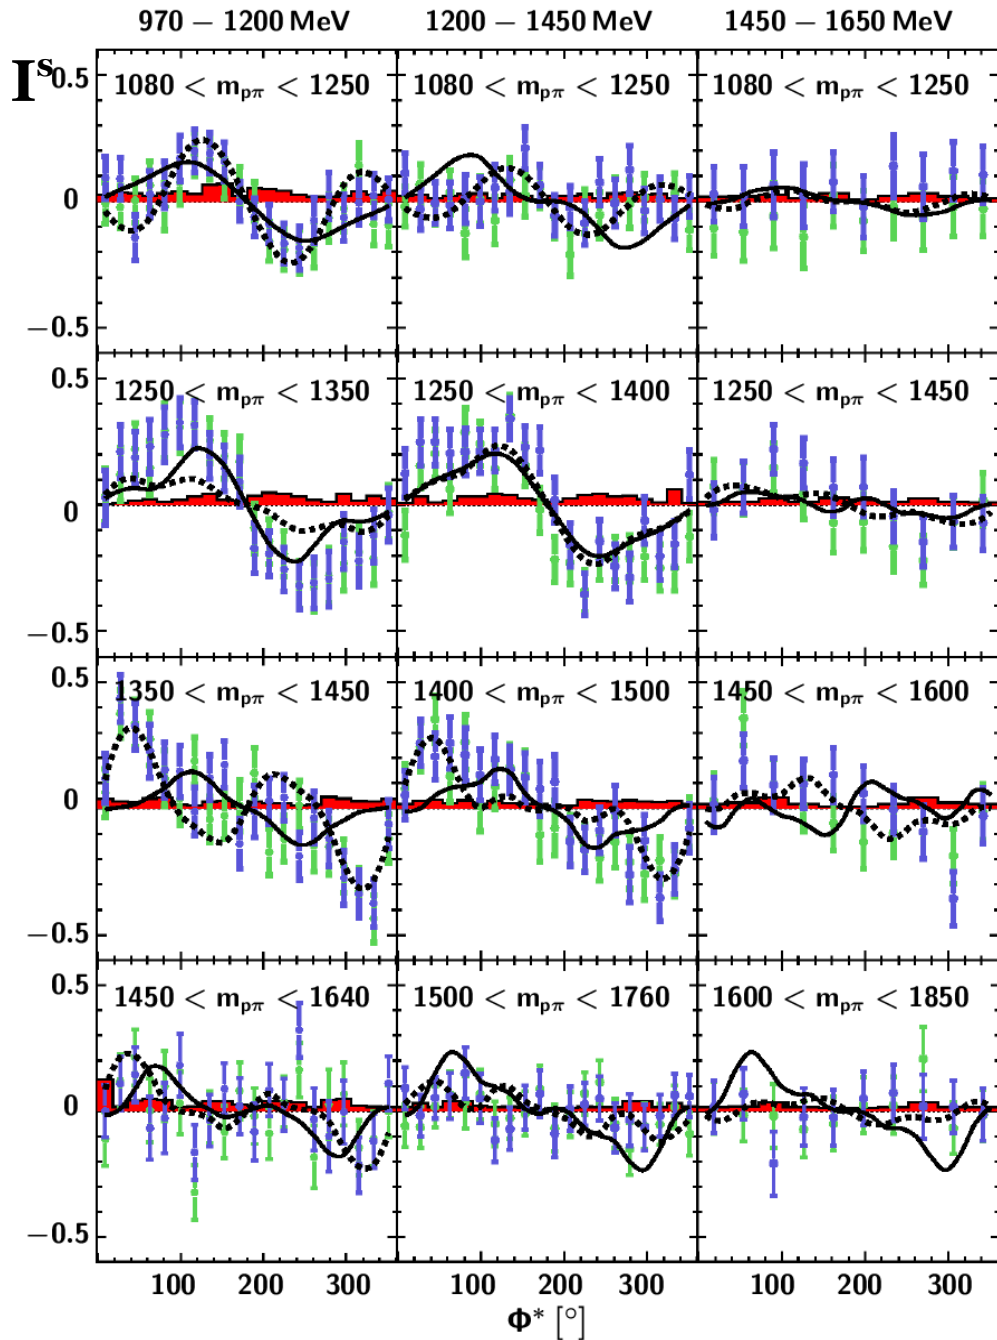 970 − 1200 MeV 1200 − 1450 MeV 1450 − 1650 MeV
I^s
0.5 1080 < m_pπ < 1250 1080 < m_pπ < 1250 1080 < m_pπ < 1250
0
−0.5
0.5 1250 < m_pπ < 1350 1250 < m_pπ < 1400 1250 < m_pπ < 1450
0
−0.5
0.5 1350 < m_pπ < 1450 1400 < m_pπ < 1500 1450 < m_pπ < 1600
0
−0.5
0.5 1450 < m_pπ < 1640 1500 < m_pπ < 1760 1600 < m_pπ < 1850
0
−0.5
100 200 300 100 200 300 100 200 300
Φ* [°]